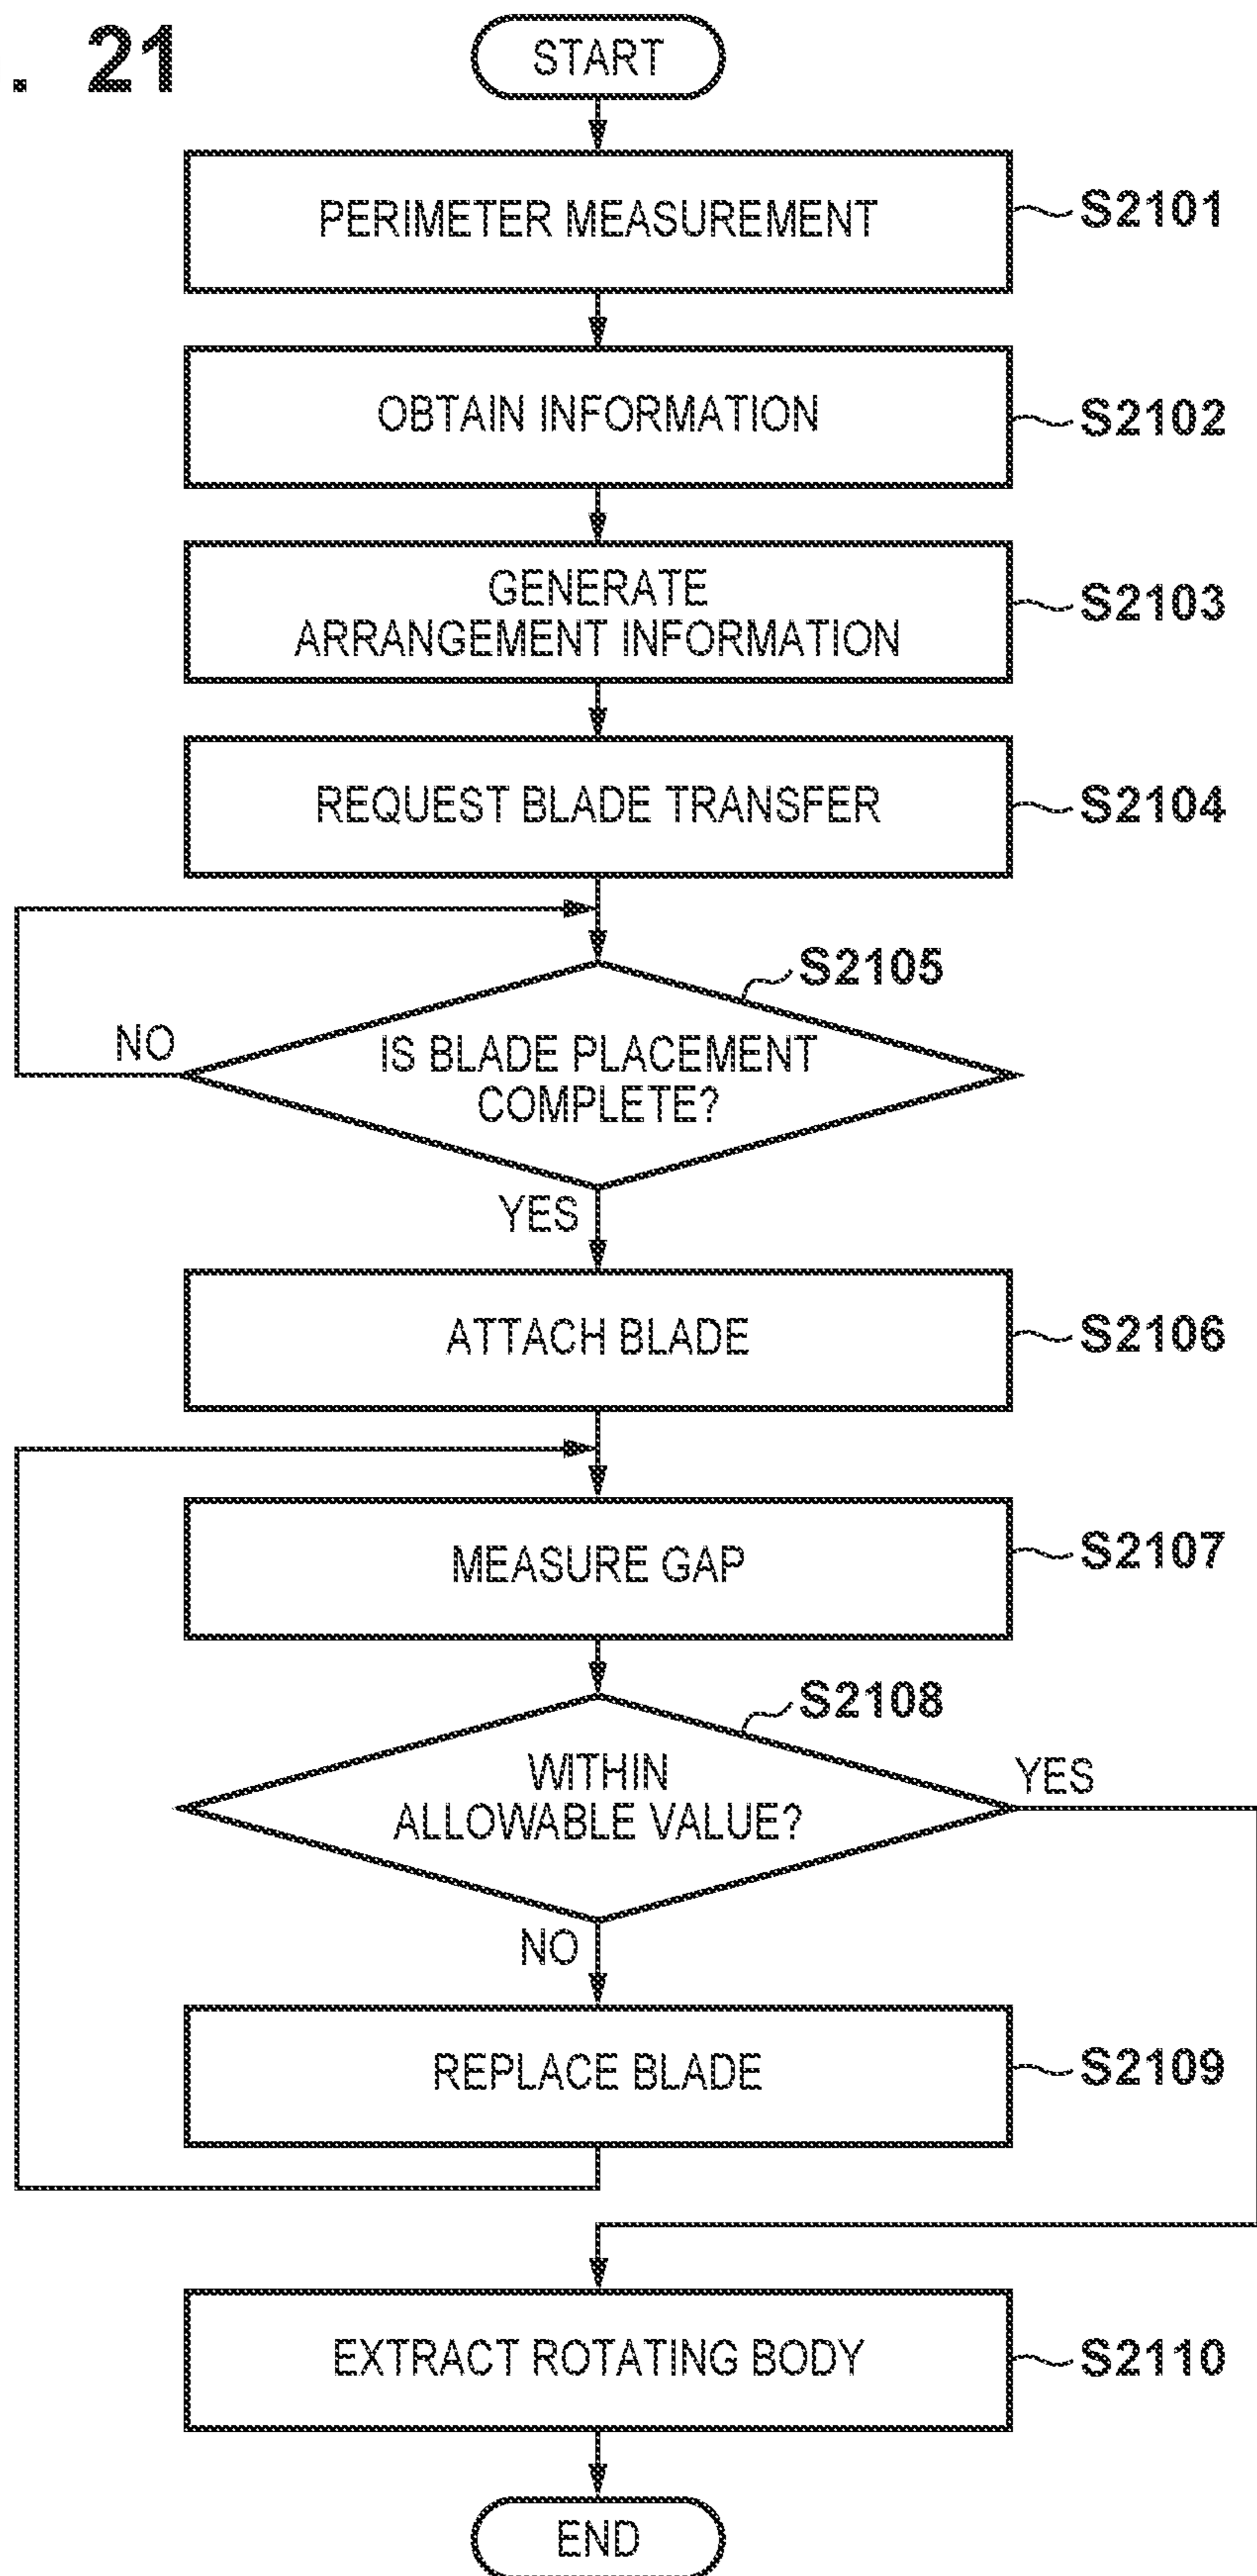 . 21
START
PERIMETER MEASUREMENT
S2101
OBTAIN INFORMATION
S2102
GENERATE
ARRANGEMENT INFORMATION
S2103
REQUEST BLADE TRANSFER
S2104
S2105
NO
IS BLADE PLACEMENT
COMPLETE?
YES
ATTACH BLADE
S2106
MEASURE GAP
S2107
S2108
WITHIN
ALLOWABLE VALUE?
YES
NO
REPLACE BLADE
S2109
EXTRACT ROTATING BODY
S2110
END